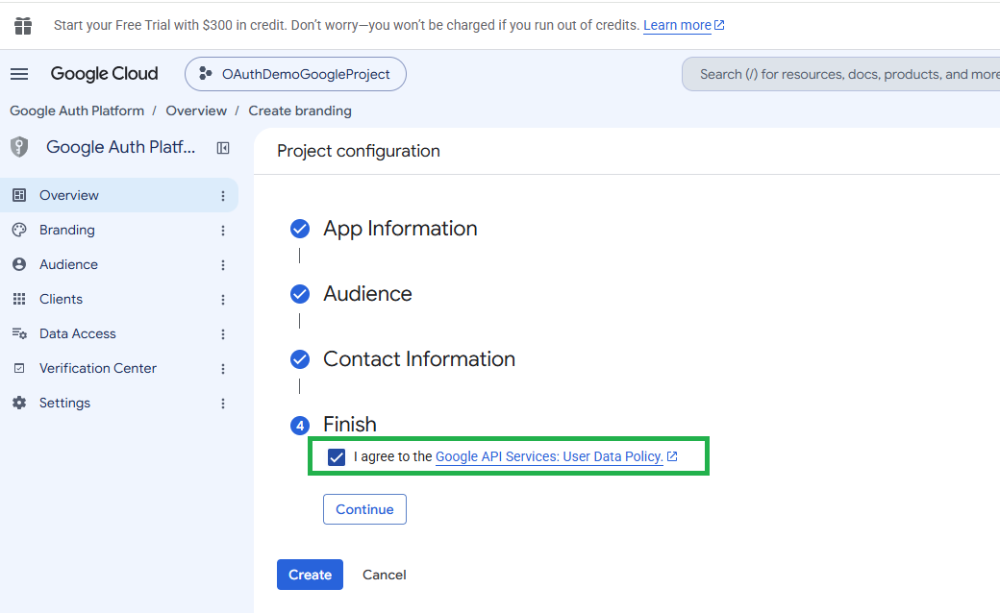 Start your Free Trial with $300 in credit. Don’t worry—you won’t be charged if you run out of credits. Learn more
Google Cloud
OAuthDemoGoogleProject
Search (/) for resources, docs, products, and more
Google Auth Platform / Overview / Create branding
Google Auth Platf...
Project configuration
Overview
Branding
Audience
Clients
Data Access
Verification Center
Settings
App Information
Audience
Contact Information
4 Finish
I agree to the Google API Services: User Data Policy.
Continue
Create
Cancel